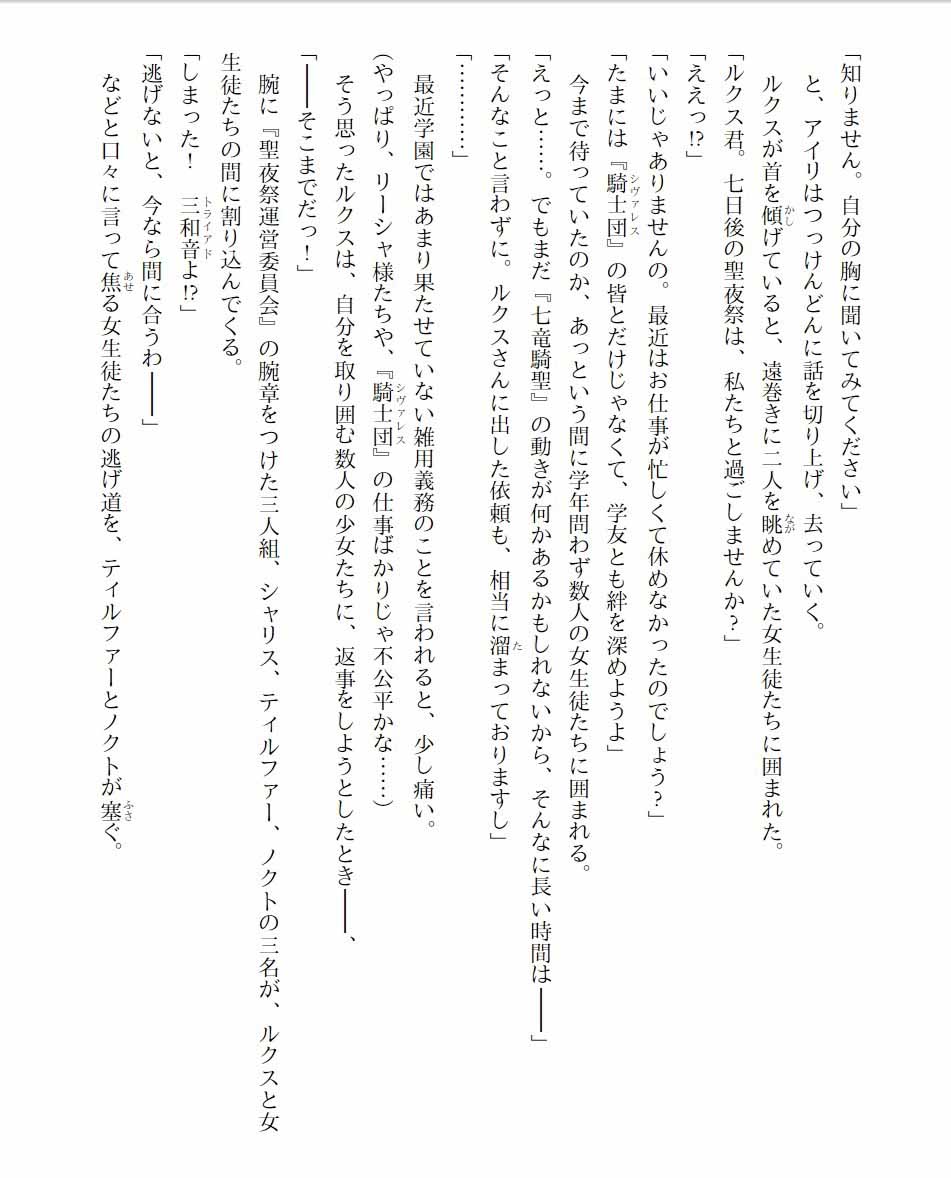 「知りません。自分の胸に聞いてみてください」
と、アイリはつっけんどんに話を切り上げ、去っていく。
ルクスが首を傾げていると、遠巻きに二人を眺めていた女生徒たちに囲まれた。
「ルクス君。七日後の聖夜祭は、私たちと過ごしませんか？」
「ええっ!?」
「いいじゃありませんの。最近はお仕事が忙しくて休めなかったのでしょう？」
「たまには『騎士団』の皆とだけじゃなくて、学友とも絆を深めようよ」
今まで待っていたのか、あっという間に学年問わず数人の女生徒たちに囲まれる。
「えっと……。でもまだ『七竜騎聖』の動きが何かあるかもしれないから、そんなに長い時間は――」
「そんなこと言わずに。ルクスさんに出した依頼も、相当に溜まっておりますし」
「…………」
最近学園ではあまり果たせていない雑用義務のことを言われると、少し痛い。
（やっぱり、リーシャ様たちや、『騎士団』の仕事ばかりじゃ不公平かな……）
そう思ったルクスは、自分を取り囲む数人の少女たちに、返事をしようとしたとき――、
「――そこまでだっ！」
腕に『聖夜祭運営委員会』の腕章をつけた三人組、シャリス、ティルファー、ノクトの三名が、ルクスと女
生徒たちの間に割り込んでくる。
「しまった！　三和音よ!?」
「逃げないと、今なら間に合うわ――」
などと口々に言って焦る女生徒たちの逃げ道を、ティルファーとノクトが塞ぐ。